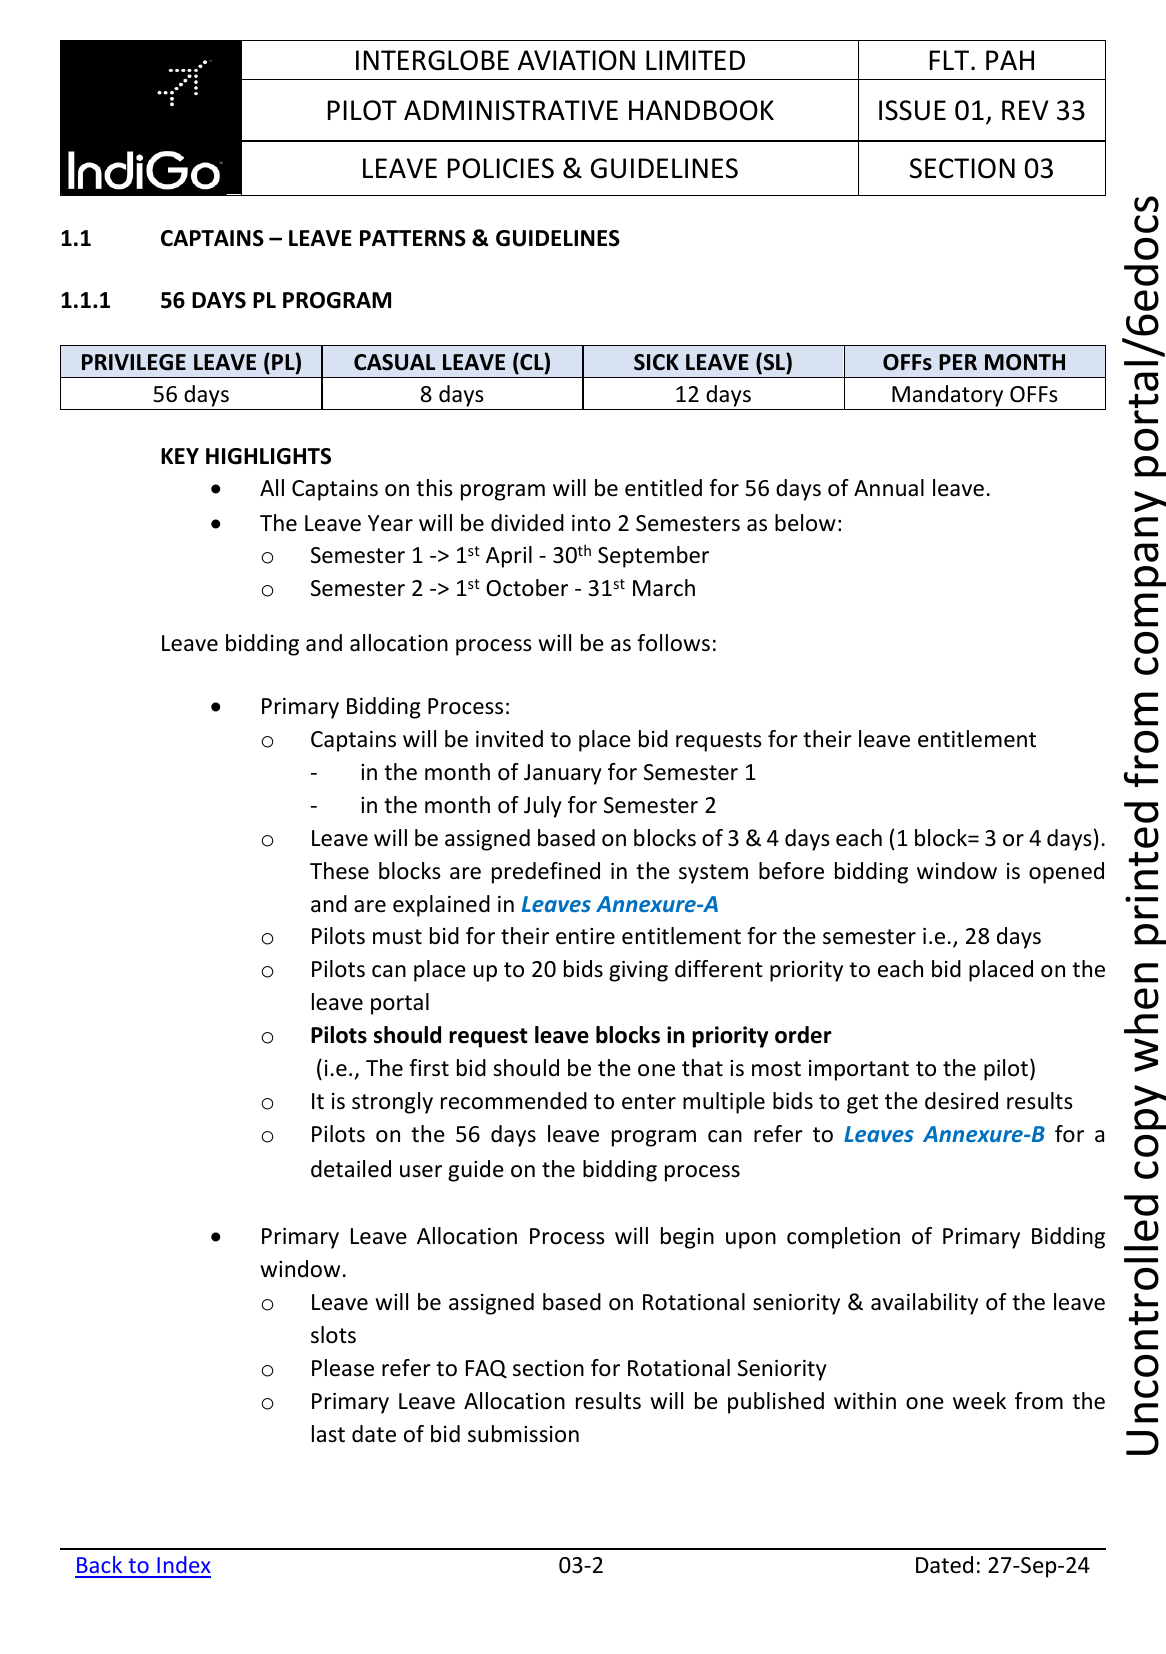 INTERGLOBE AVIATION LIMITED
FLT. PAH
PILOT ADMINISTRATIVE HANDBOOK
ISSUE 01, REV 33
IndiGo
LEAVE POLICIES & GUIDELINES
SECTION 03
1.1 CAPTAINS – LEAVE PATTERNS & GUIDELINES
1.1.1 56 DAYS PL PROGRAM
PRIVILEGE LEAVE (PL) CASUAL LEAVE (CL) SICK LEAVE (SL) OFFs PER MONTH
56 days 8 days 12 days Mandatory OFFs
KEY HIGHLIGHTS
• All Captains on this program will be entitled for 56 days of Annual leave.
• The Leave Year will be divided into 2 Semesters as below:
o Semester 1 -> 1st April - 30th September
o Semester 2 -> 1st October - 31st March
Leave bidding and allocation process will be as follows:
• Primary Bidding Process:
o Captains will be invited to place bid requests for their leave entitlement
- in the month of January for Semester 1
- in the month of July for Semester 2
o Leave will be assigned based on blocks of 3 & 4 days each (1 block= 3 or 4 days).
These blocks are predefined in the system before bidding window is opened
and are explained in Leaves Annexure-A
o Pilots must bid for their entire entitlement for the semester i.e., 28 days
o Pilots can place up to 20 bids giving different priority to each bid placed on the
leave portal
o Pilots should request leave blocks in priority order
(i.e., The first bid should be the one that is most important to the pilot)
o It is strongly recommended to enter multiple bids to get the desired results
o Pilots on the 56 days leave program can refer to Leaves Annexure-B for a
detailed user guide on the bidding process
• Primary Leave Allocation Process will begin upon completion of Primary Bidding
window.
o Leave will be assigned based on Rotational seniority & availability of the leave
slots
o Please refer to FAQ section for Rotational Seniority
o Primary Leave Allocation results will be published within one week from the
last date of bid submission
Back to Index 03-2 Dated: 27-Sep-24
Uncontrolled copy when printed from company portal/6edocs